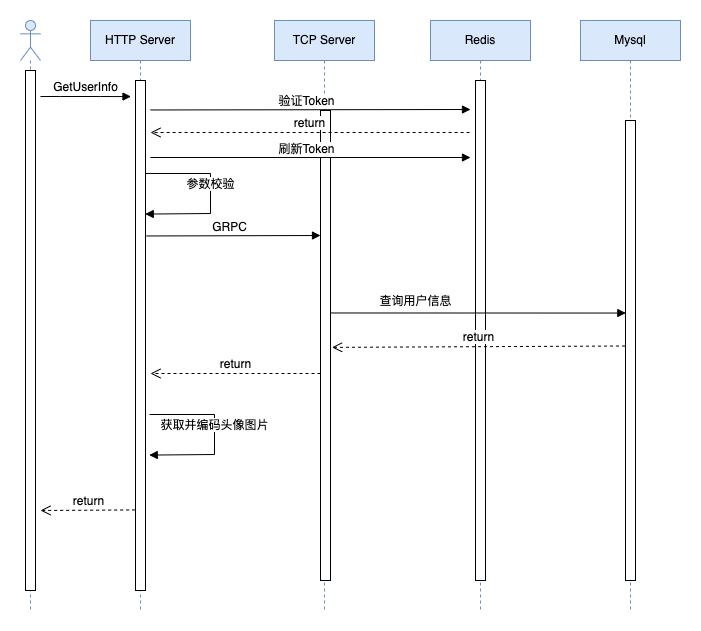 HTTP Server
TCP Server
Redis
Mysql
GetUserInfo
验证Token
return
刷新Token
参数校验
GRPC
查询用户信息
return
return
获取并编码头像图片
return